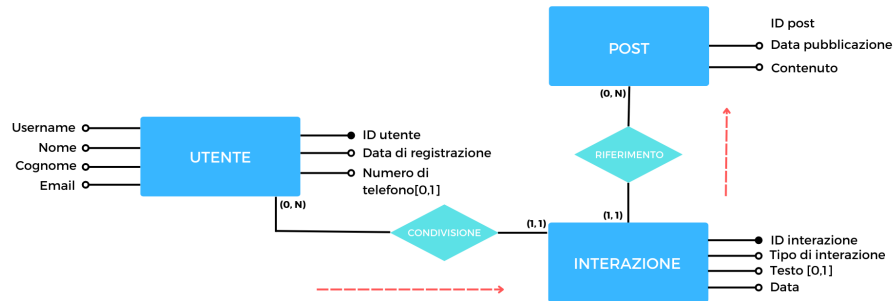 ID post
POST
Data pubblicazione
Contenuto
(0, N)
Username
Nome
Cognome
Email
UTENTE
ID utente
Data di registrazione
Numero di
telefono[0,1]
(0, N)
RIFERIMENTO
CONDIVISIONE
(1, 1)
(1, 1)
INTERAZIONE
ID interazione
Tipo di interazione
Testo [0,1]
Data